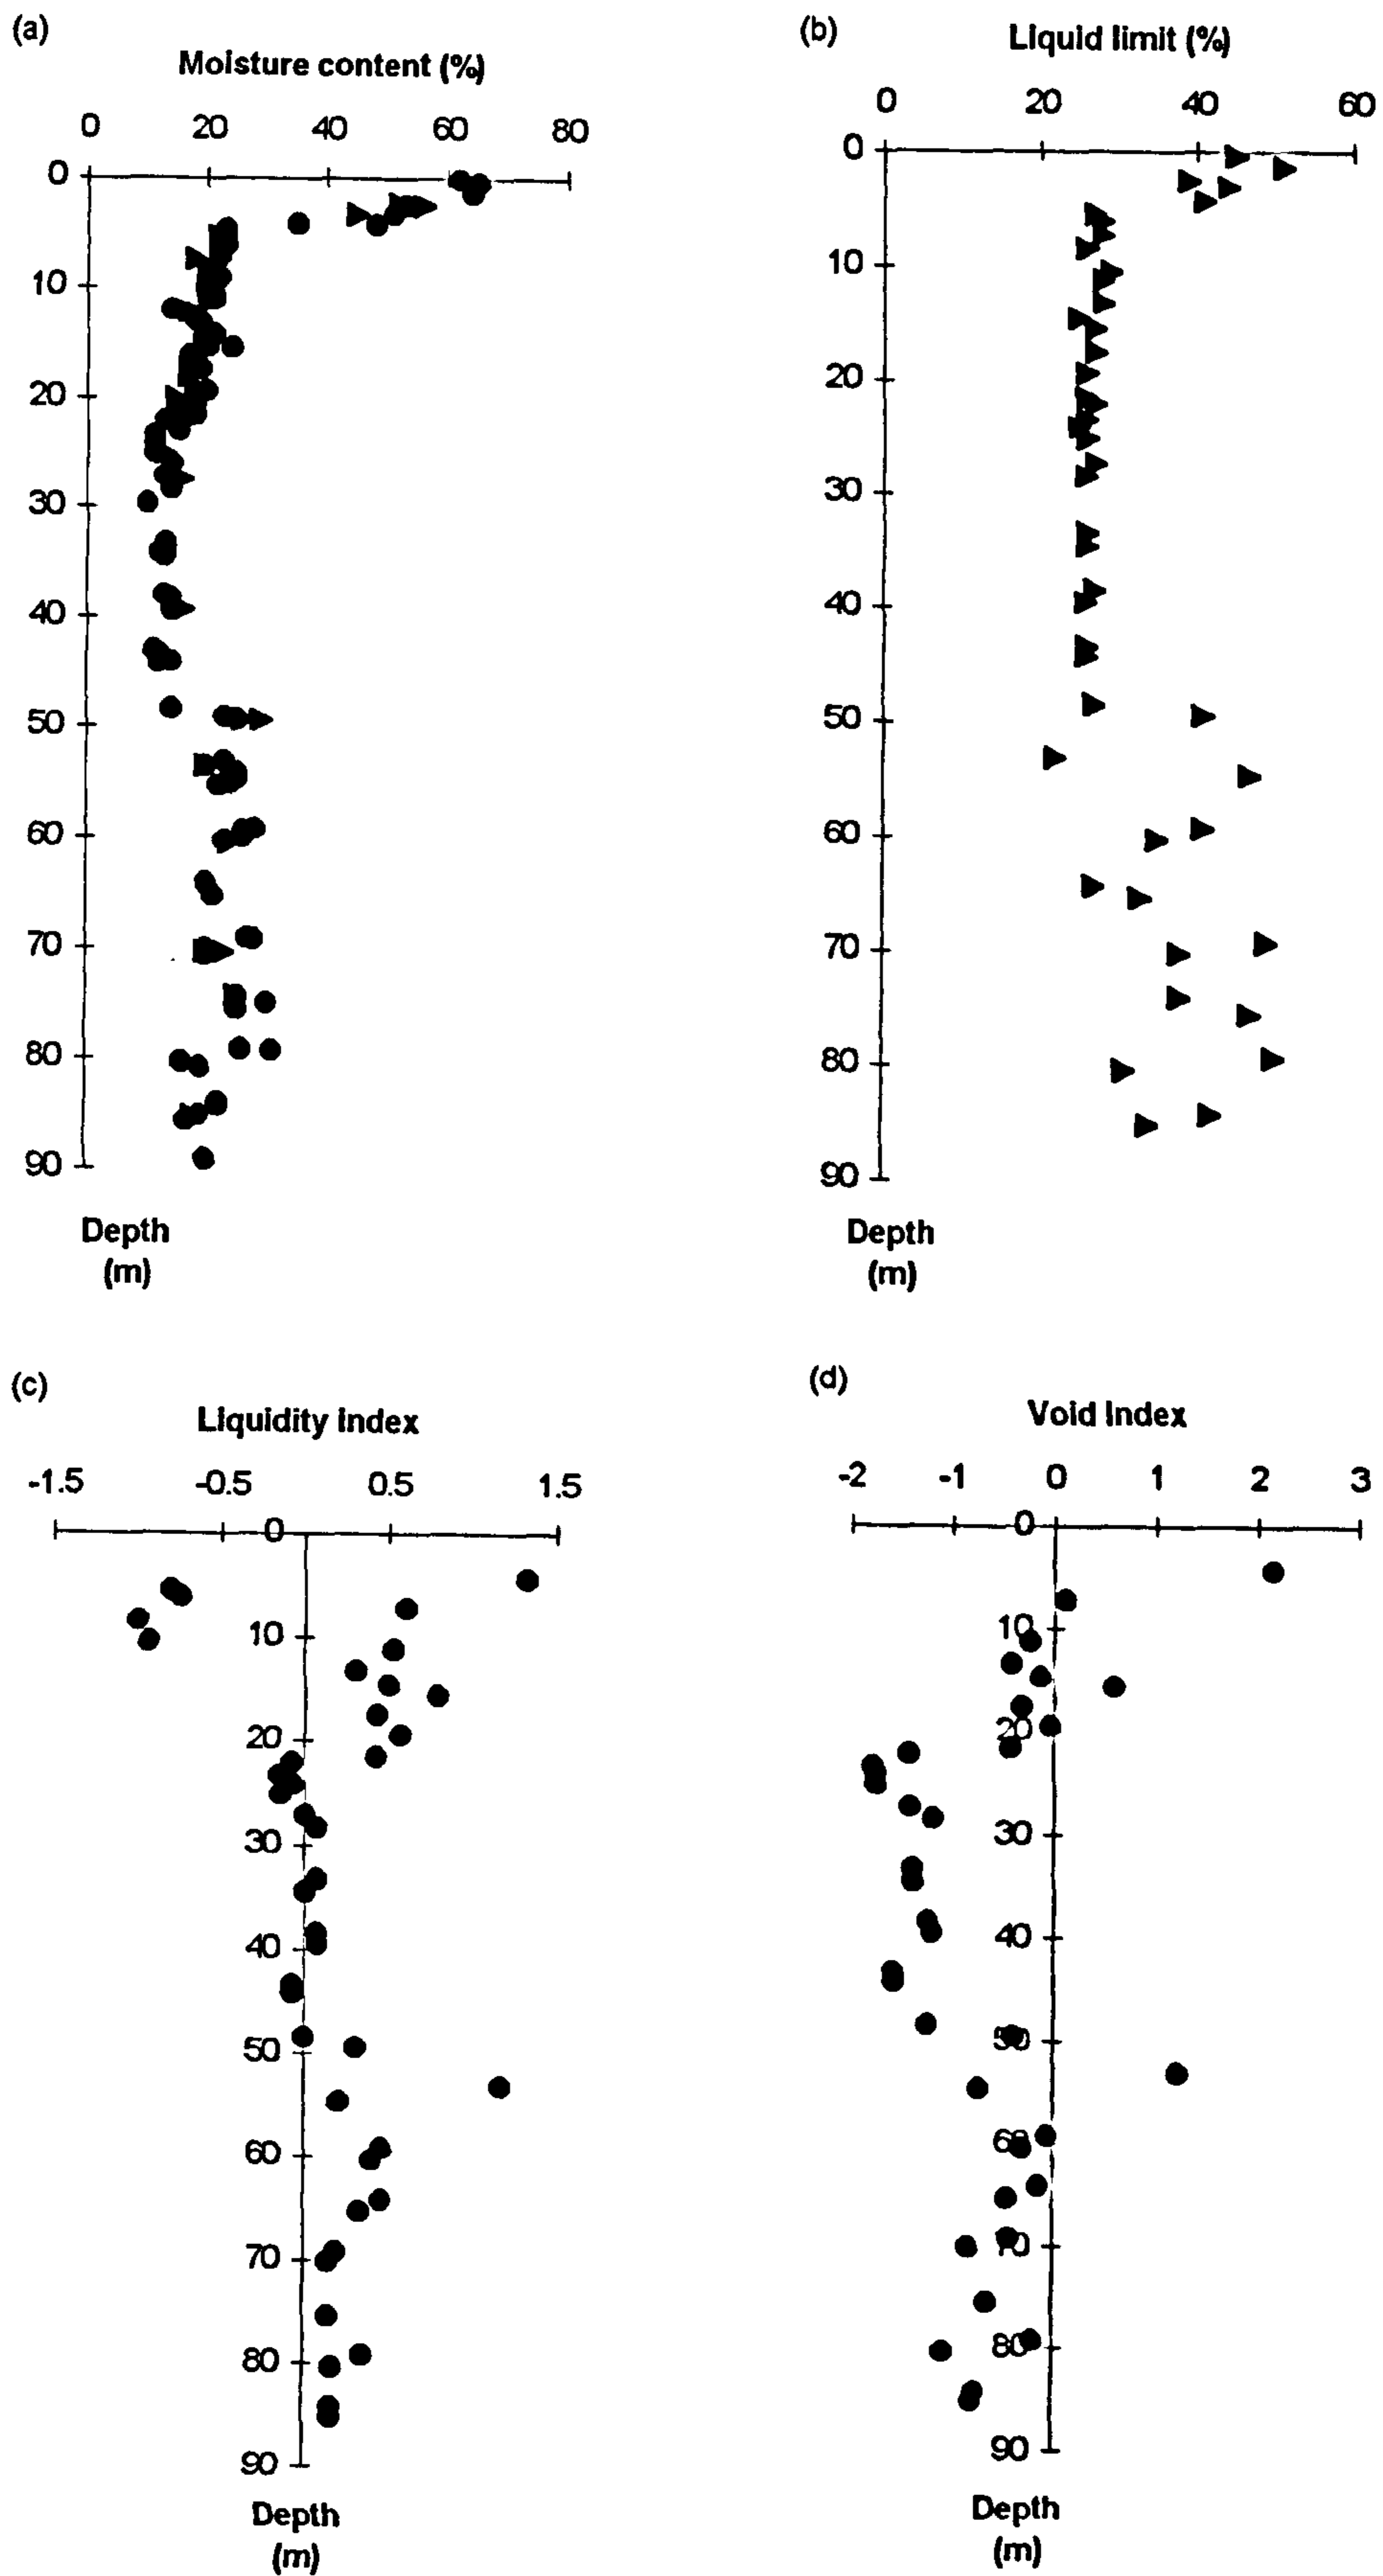 (a)
Moisture content (%)
0 20 40 60 80
0
10
20
30
40
50
60
70
80
90
Depth
(m)
(b)
Liquid limit (%)
0 20 40 60
0
10
20
30
40
50
60
70
80
90
Depth
(m)
(c)
Liquidity Index
-1.5 -0.5 0.5 1.5
0
10
20
30
40
50
60
70
80
90
Depth
(m)
(d)
Void Index
-2 -1 0 1 2 3
0
10
20
30
40
50
60
70
80
90
Depth
(m)